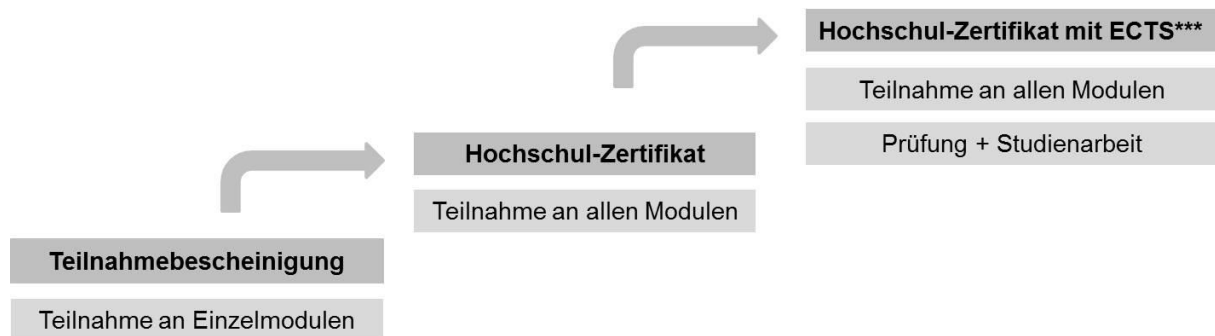 Teilnahmebescheinigung
Teilnahme an Einzelmodulen
Hochschul-Zertifikat
Teilnahme an allen Modulen
Hochschul-Zertifikat mit ECTS***
Teilnahme an allen Modulen
Prüfung + Studienarbeit